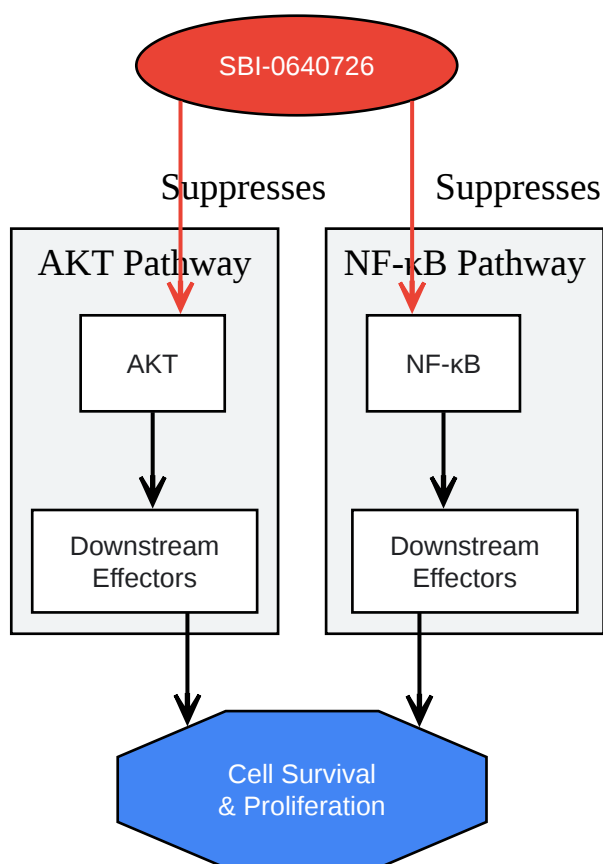 SBI-0640726
Suppresses
Suppresses
AKT Pathway
NF-κB Pathway
AKT
NF-κB
Downstream
Effectors
Downstream
Effectors
Cell Survival
& Proliferation